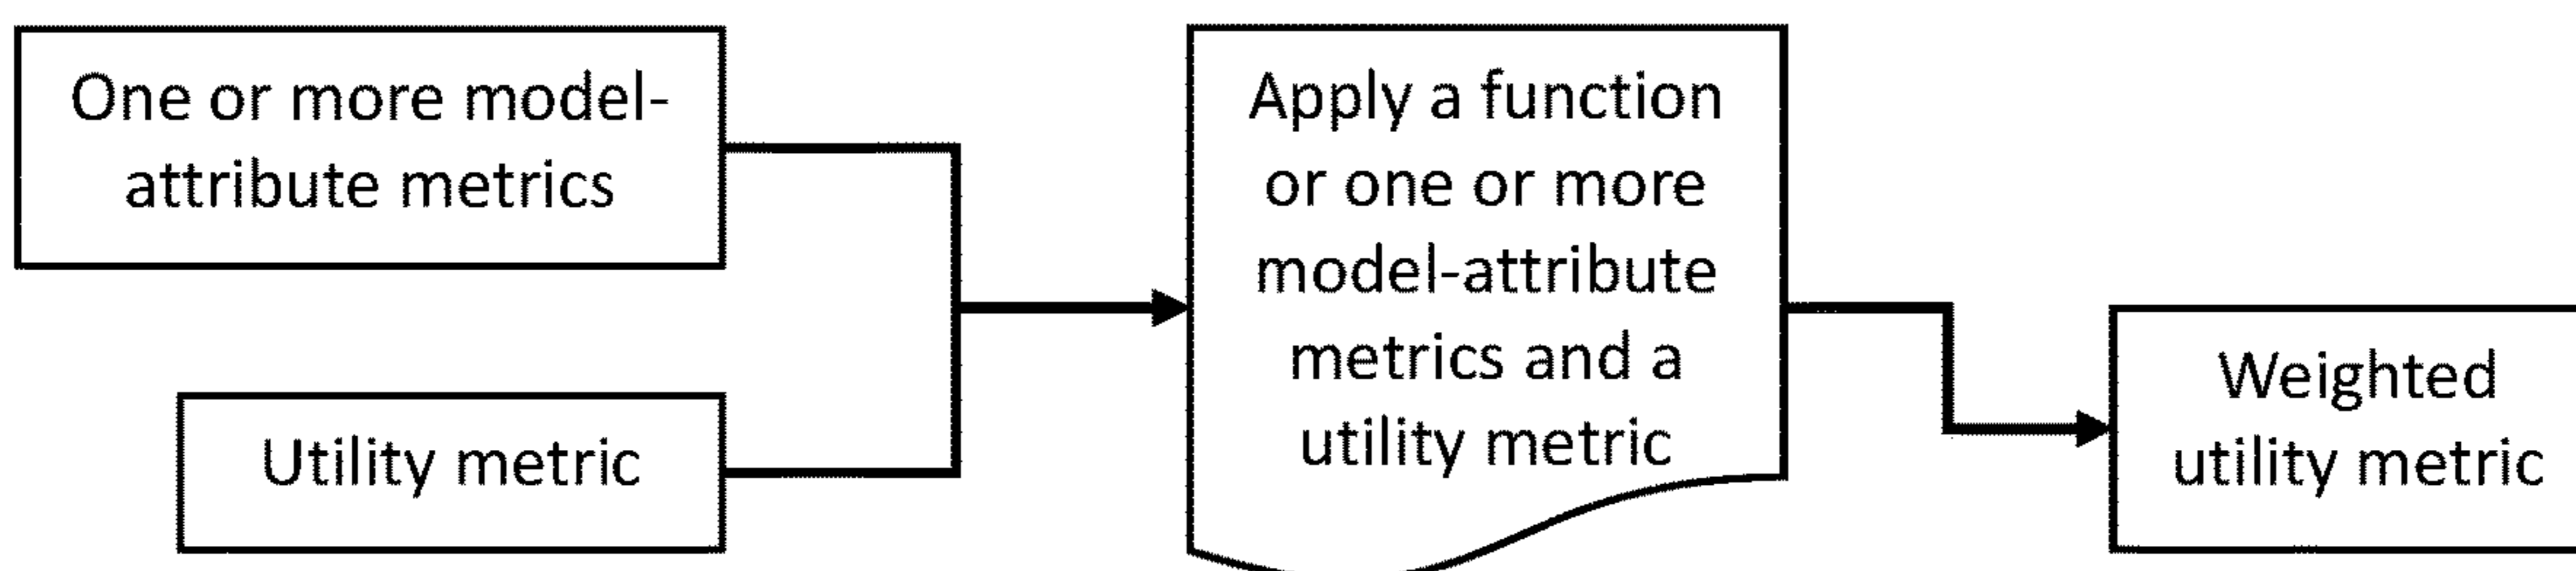 One or more model-
attribute metrics
Utility metric
Apply a function
or one or more
model-attribute
metrics and a
utility metric
Weighted
utility metric